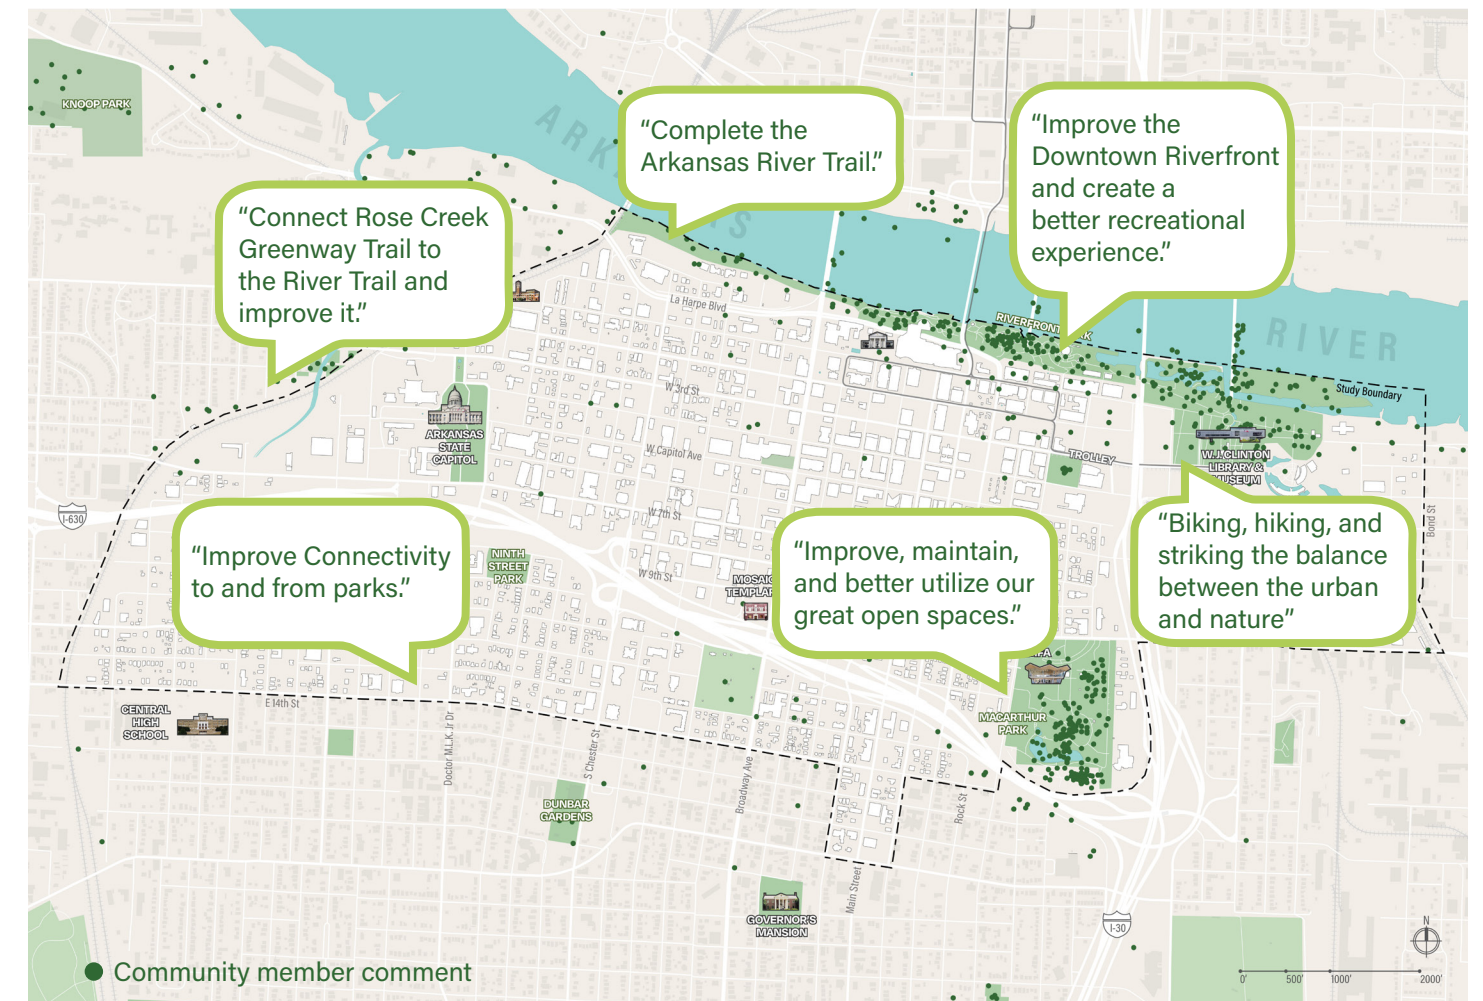 KNOOP PARK
ARK
S
RIVER
“Complete the
Arkansas River Trail.”
“Improve the
Downtown Riverfront
and create a
better recreational
experience.”
“Connect Rose Creek
Greenway Trail to
the River Trail and
improve it.”
La Harpe Blvd
RIVERFRONT
K
Study Boundary
W 3rd St
ARKANSAS
STATE
CAPITOL
W Capitol Ave
TROLLEY
W.J.CLINTON
LIBRARY &
MUSEUM
I-630
W 7th St
Bond St
“Improve Connectivity
to and from parks.”
NINTH
STREET
PARK
W 9th St
MOSAIC
TEMPLAR
“Improve, maintain,
and better utilize our
great open spaces.”
“Biking, hiking, and
striking the balance
between the urban
and nature”
FA
MACARTHUR
PARK
E 14th St
CENTRAL
HIGH
SCHOOL
Doctor M.L.K. Jr Dr
S Chester St
Broadway Ave
Rock St
DUNBAR
GARDENS
Main Street
GOVERNOR'S
MANSION
I-30
N
Community member comment
0' 500' 1000' 2000'